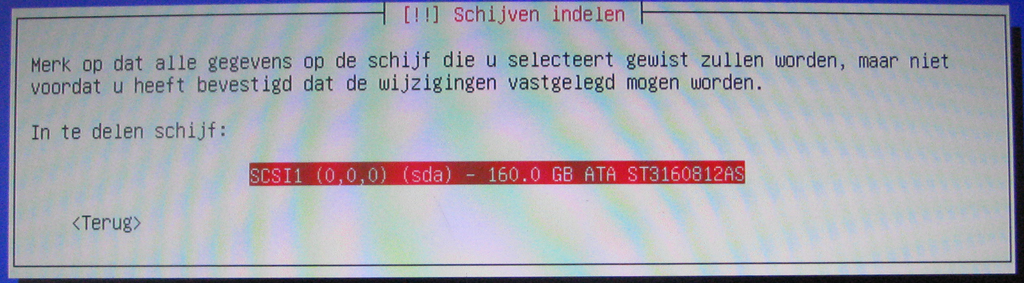 [!!] Schijven indelen
Merk op dat alle gegevens op de schijf die u selecteert gewist zullen worden, maar niet
voordat u heeft bevestigd dat de wijzigingen vastgelegd mogen worden.
In te delen schijf:
SCSI1 (0,0,0) (sda) - 160.0 GB ATA ST3160812AS
<Terug>